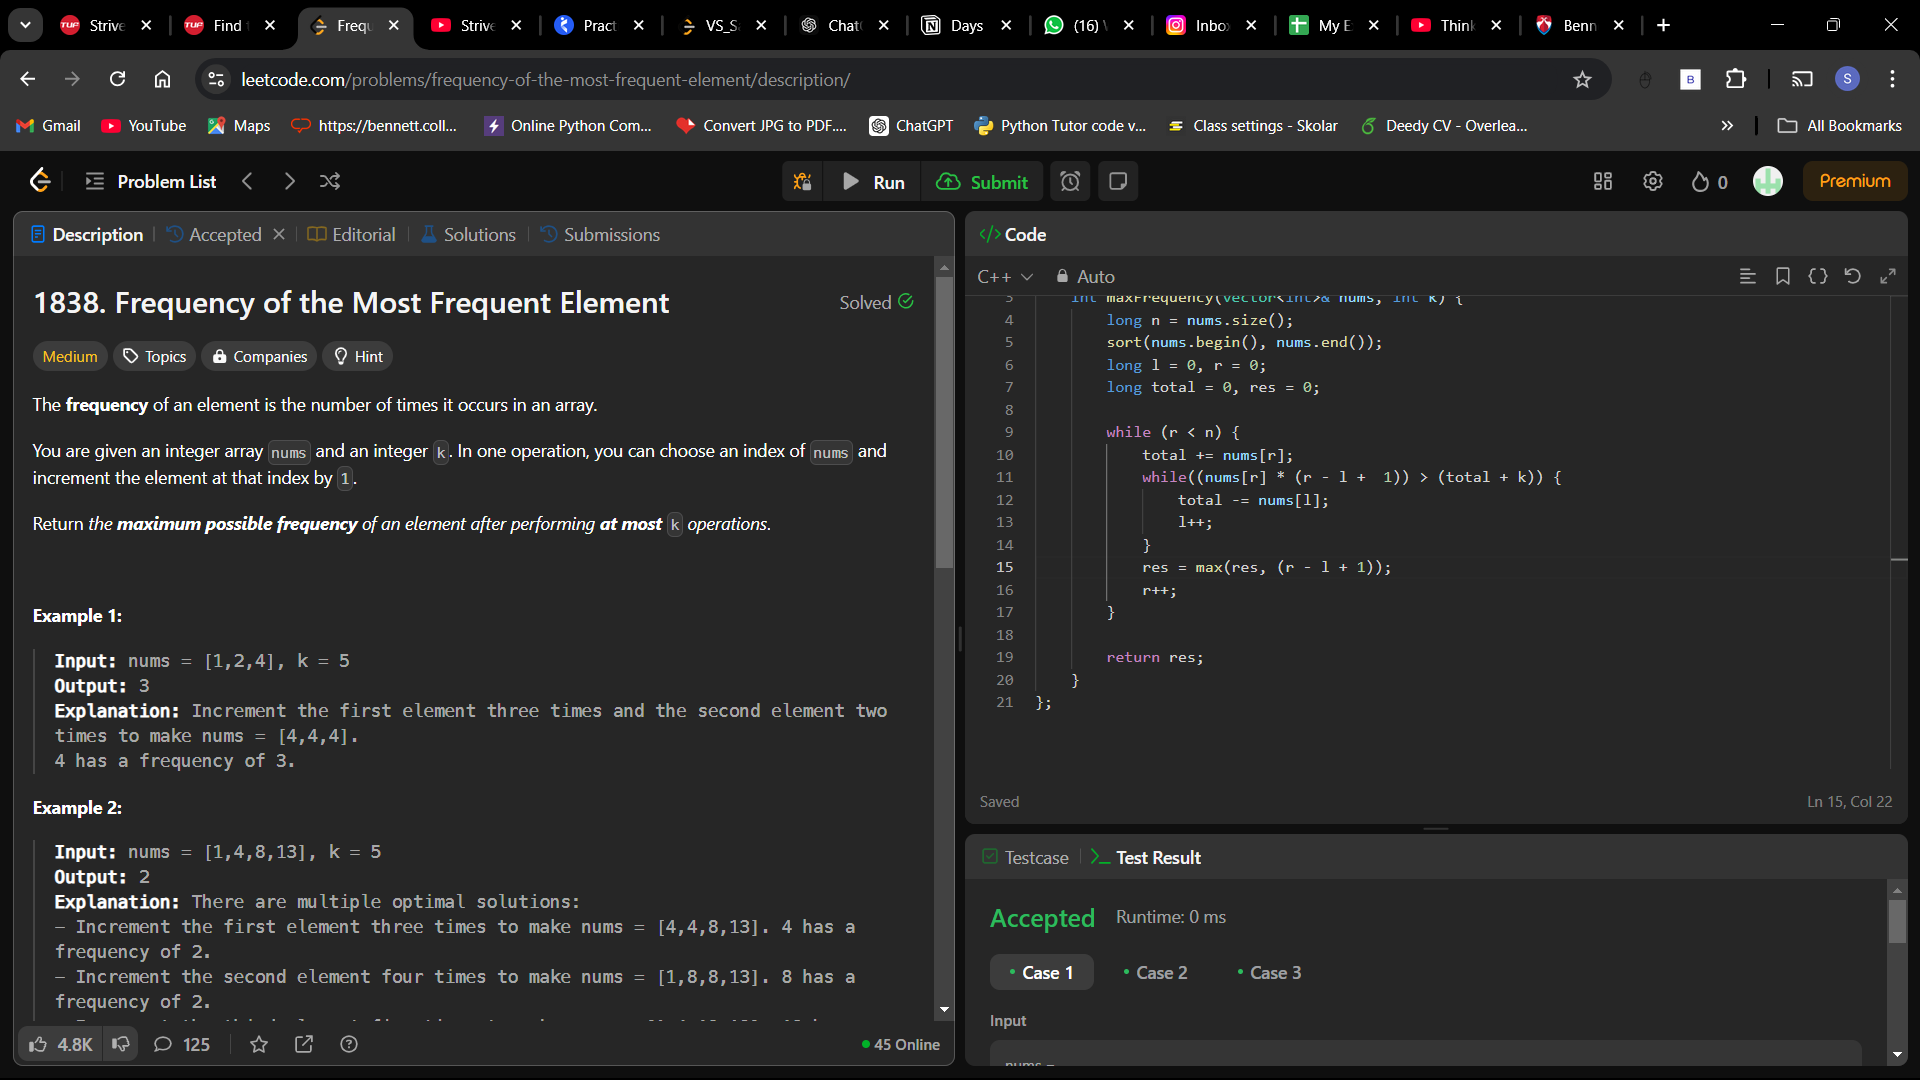 Strive
Find
Frequ
Strive
Pract
VS_S
Chat
Days
(16)
Inbo
My E
Think
Benn
leetcode.com/problems/frequency-of-the-most-frequent-element/description/
B
S
Gmail
YouTube
Maps
https://bennett.coll...
Online Python Com...
Convert JPG to PDF....
ChatGPT
Python Tutor code v...
Class settings - Skolar
Deedy CV - Overlea...
All Bookmarks
Problem List
Run
Submit
0
Premium
Description
Accepted
Editorial
Solutions
Submissions
1838. Frequency of the Most Frequent Element
Solved
Medium
Topics
Companies
Hint
The frequency of an element is the number of times it occurs in an array.
You are given an integer array nums and an integer k. In one operation, you can choose an index of nums and
increment the element at that index by 1.
Return the maximum possible frequency of an element after performing at most k operations.
Example 1:
Input: nums = [1,2,4], k = 5
Output: 3
Explanation: Increment the first element three times and the second element two
times to make nums = [4,4,4].
4 has a frequency of 3.
Example 2:
Input: nums = [1,4,8,13], k = 5
Output: 2
Explanation: There are multiple optimal solutions:
- Increment the first element three times to make nums = [4,4,8,13]. 4 has a
frequency of 2.
- Increment the second element four times to make nums = [1,8,8,13]. 8 has a
frequency of 2.
4.8K
125
45 Online
</> Code
C++
Auto
3 int maxFrequency(vector<int>& nums, int k) {
4 long n = nums.size();
5 sort(nums.begin(), nums.end());
6 long l = 0, r = 0;
7 long total = 0, res = 0;
8
9 while (r < n) {
10 total += nums[r];
11 while((nums[r] * (r - l + 1)) > (total + k)) {
12 total -= nums[l];
13 l++;
14 }
15 res = max(res, (r - l + 1));
16 r++;
17 }
18
19 return res;
20 }
21 };
Saved
Ln 15, Col 22
Testcase
Test Result
Accepted
Runtime: 0 ms
Case 1
Case 2
Case 3
Input
nums =